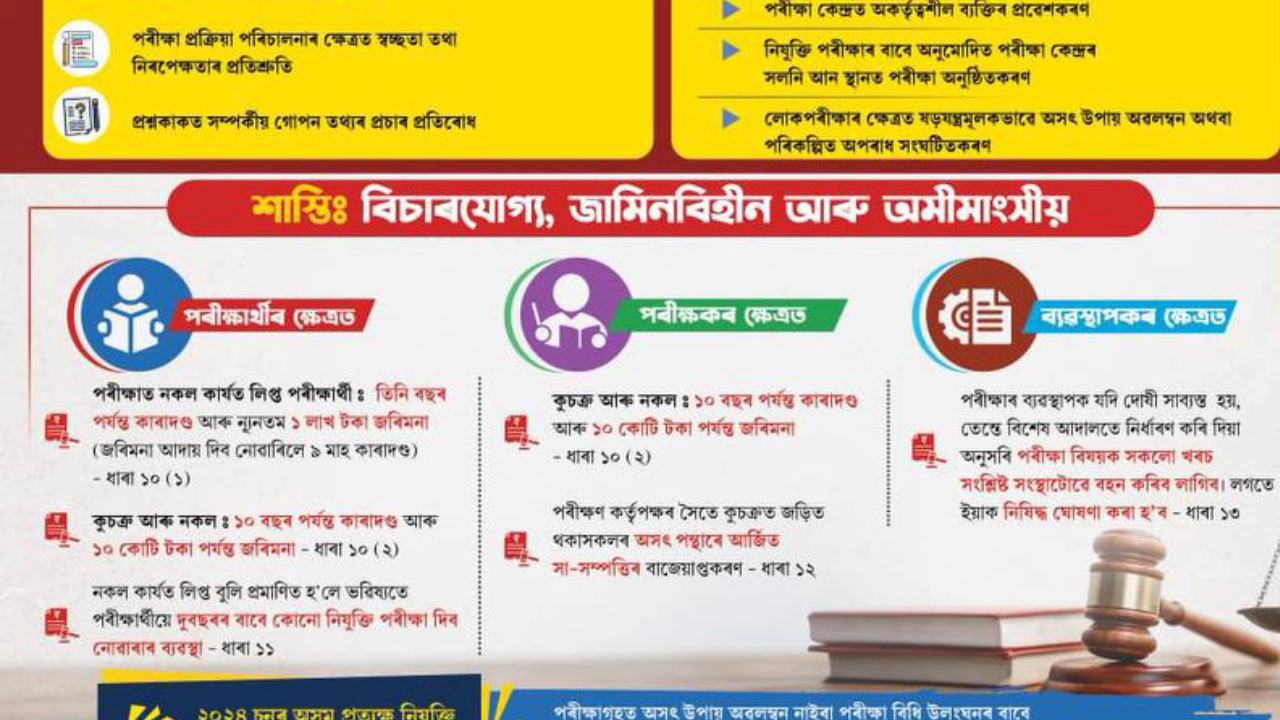 পৰীক্ষা প্ৰক্ৰিয়া পৰিচালনাৰ ক্ষেত্ৰত স্বচ্ছতা তথা
নিৰপেক্ষতাৰ প্ৰতিশ্ৰুতি
প্ৰশ্নকাকত সম্পৰ্কীয় গোপন তথ্যৰ প্ৰচাৰ প্ৰতিৰোধ
পৰীক্ষা কেন্দ্ৰত অকৰ্তৃত্বশীল ব্যক্তিৰ প্ৰৱেশকৰণ
নিযুক্তি পৰীক্ষাৰ বাবে অনুমোদিত পৰীক্ষা কেন্দ্ৰৰ
সলনি আন স্থানত পৰীক্ষা অনুষ্ঠিতকৰণ
লোকপৰীক্ষাৰ ক্ষেত্ৰত ষড়যন্ত্ৰমূলকভাৱে অসৎ উপায় অৱলম্বন অথবা
পৰিকল্পিত অপৰাধ সংঘটিতকৰণ
শাস্তিঃ বিচাৰযোগ্য, জামিনবিহীন আৰু অমীমাংসীয়
পৰীক্ষাৰ্থীৰ ক্ষেত্ৰত
পৰীক্ষাত নকল কাৰ্যত লিপ্ত পৰীক্ষাৰ্থী ঃ তিনি বছৰ
পৰ্যন্ত কাৰাদণ্ড আৰু ন্যূনতম ১ লাখ টকা জৰিমনা
(জৰিমনা আদায় দিব নোৱাৰিলে ৯ মাহ কাৰাদণ্ড)
- ধাৰা ১০ (১)
কুচক্ৰ আৰু নকল ঃ ১০ বছৰ পৰ্যন্ত কাৰাদণ্ড আৰু
১০ কোটি টকা পৰ্যন্ত জৰিমনা - ধাৰা ১০ (২)
নকল কাৰ্যত লিপ্ত বুলি প্ৰমাণিত হ'লে ভৱিষ্যতে
পৰীক্ষাৰ্থীয়ে দুবছৰৰ বাবে কোনো নিযুক্তি পৰীক্ষা দিব
নোৱাৰাৰ ব্যৱস্থা - ধাৰা ১১
পৰীক্ষকৰ ক্ষেত্ৰত
কুচক্ৰ আৰু নকল ঃ ১০ বছৰ পৰ্যন্ত কাৰাদণ্ড
আৰু ১০ কোটি টকা পৰ্যন্ত জৰিমনা
- ধাৰা ১০ (২)
পৰীক্ষণ কৰ্তৃপক্ষৰ সৈতে কুচক্ৰত জড়িত
থকাসকলৰ অসৎ পন্থাৰে আৰ্জিত
সা-সম্পত্তিৰ বাজেয়াপ্তকৰণ - ধাৰা ১২
ব্যৱস্থাপকৰ ক্ষেত্ৰত
পৰীক্ষাৰ ব্যৱস্থাপক যদি দোষী সাব্যস্ত হয়,
তেন্তে বিশেষ আদালতে নিৰ্ধাৰণ কৰি দিয়া
অনুসৰি পৰীক্ষা বিষয়ক সকলো খৰচ
সংশ্লিষ্ট সংস্থাটোৱে বহন কৰিব লাগিব। লগতে
ইয়াক নিষিদ্ধ ঘোষণা কৰা হ'ব - ধাৰা ১৩
২০২৪ চনৰ অসম প্ৰত্যক্ষ নিযুক্তি
পৰীক্ষাগৃহত অসৎ উপায় অৱলম্বন নাইবা পৰীক্ষা বিধি উলংঘনৰ বাবে